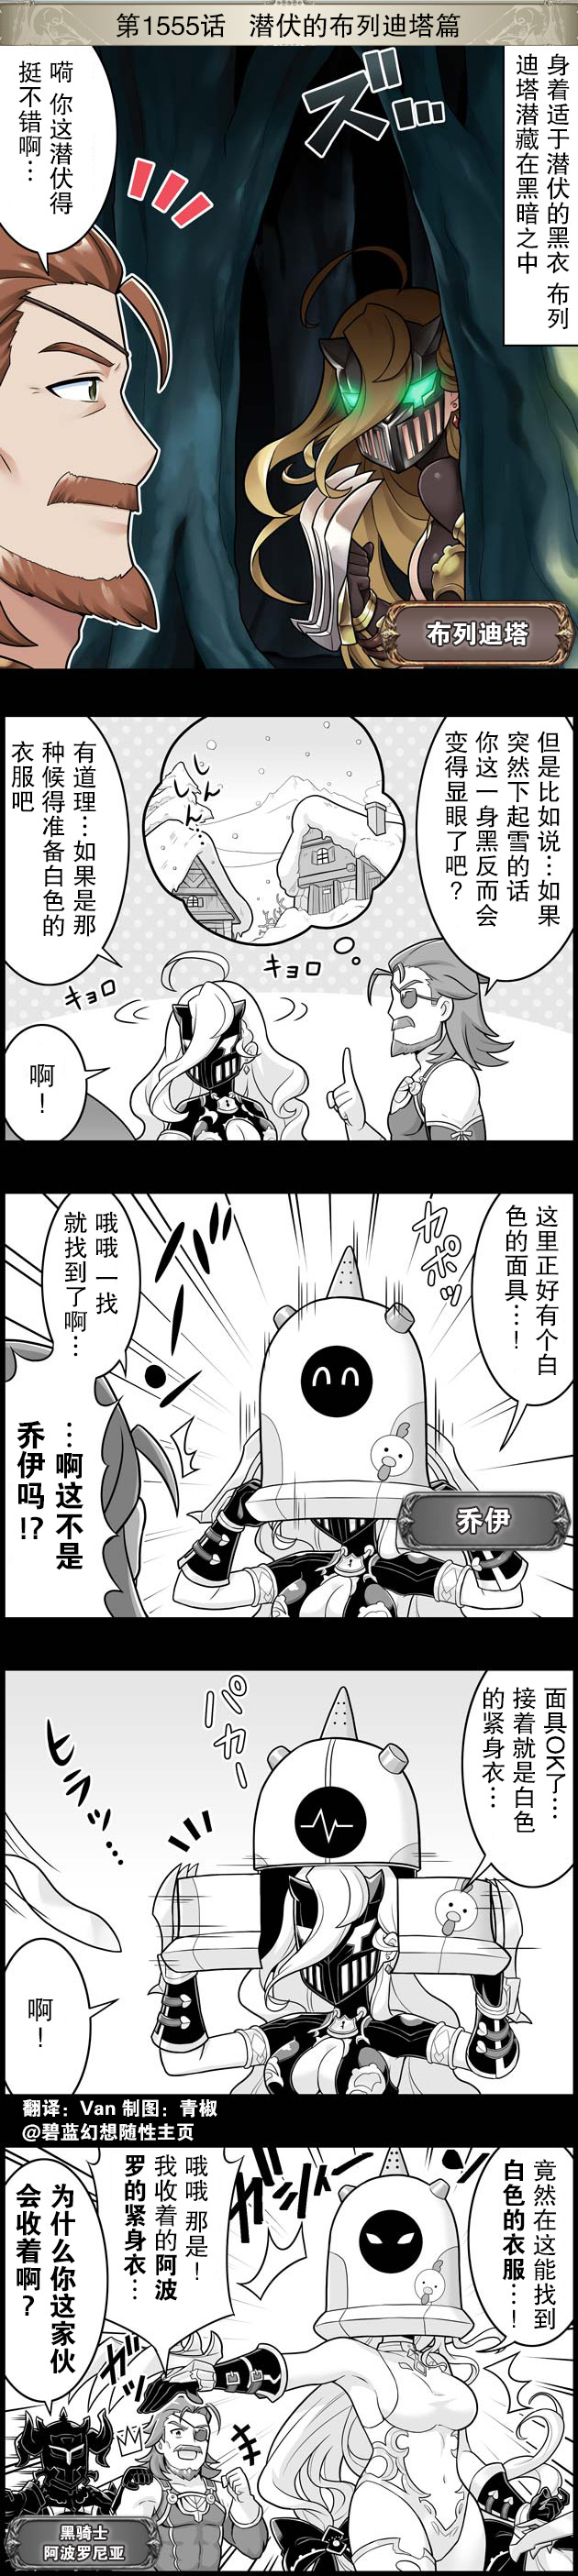 第1555话 潜伏的布列迪塔篇
身着适于潜伏的黑衣 布列
迪塔潜藏在黑暗之中
ズズ…
嗬 你这潜伏得
挺不错啊…
布列迪塔
但是比如说…如果
突然下起雪的话
你这一身黑反而会
变得显眼了吧?
しんしん…
有道理…如果是那
种候得准备白色的
衣服吧
キョロ
キョロ
啊!
这里正好有个白
色的面具…!
カポッ
哦哦 一找
就找到了啊…
…啊这不是
乔伊吗!?
乔伊
面具OK了…
接着就是白色
的紧身衣…
パカー
ヒラッ…
啊!
翻译：Van 制图：青椒
@碧蓝幻想随性主页
竟然在这能找到
白色的衣服…!
バッ
哦哦 那是!
我收着的阿波
罗的紧身衣…
为什么你这家伙
会收着啊?
黑骑士
阿波罗尼亚